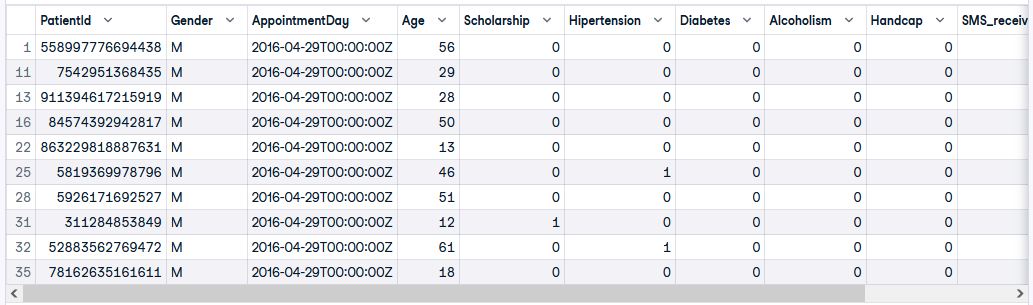 PatientId Gender AppointmentDay Age Scholarship Hipertension Diabetes Alcoholism Handcap SMS_receiv
1 558997776694438 M 2016-04-29T00:00:00Z 56 0 0 0 0 0
11 7542951368435 M 2016-04-29T00:00:00Z 29 0 0 0 0 0
13 911394617215919 M 2016-04-29T00:00:00Z 28 0 0 0 0 0
16 84574392942817 M 2016-04-29T00:00:00Z 50 0 0 0 0 0
22 863229818887631 M 2016-04-29T00:00:00Z 13 0 0 0 0 0
25 5819369978796 M 2016-04-29T00:00:00Z 46 0 1 0 0 0
28 5926171692527 M 2016-04-29T00:00:00Z 51 0 0 0 0 0
31 311284853849 M 2016-04-29T00:00:00Z 12 1 0 0 0 0
32 52883562769472 M 2016-04-29T00:00:00Z 61 0 1 0 0 0
35 78162635161611 M 2016-04-29T00:00:00Z 18 0 0 0 0 0